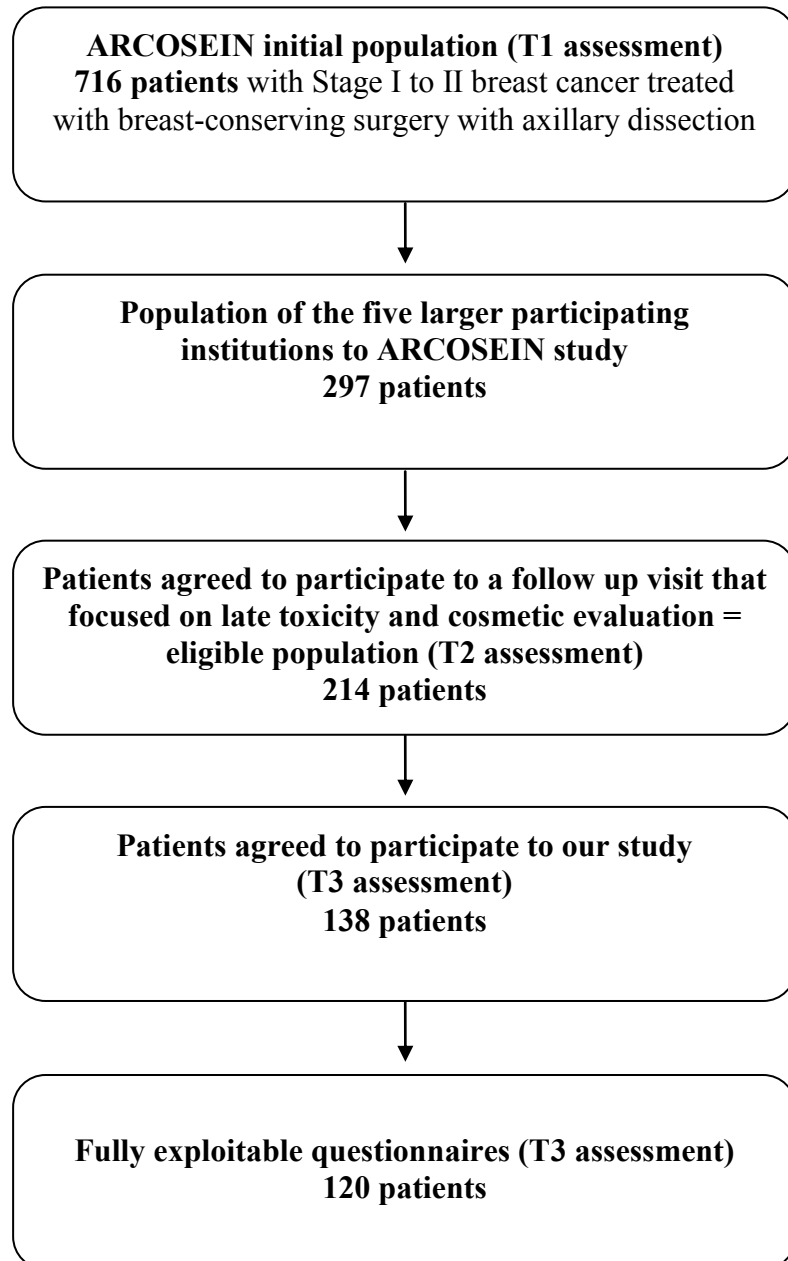 ARCOSEIN initial population (T1 assessment)
716 patients with Stage I to II breast cancer treated
with breast-conserving surgery with axillary dissection
Population of the five larger participating
institutions to ARCOSEIN study
297 patients
Patients agreed to participate to a follow up visit that
focused on late toxicity and cosmetic evaluation =
eligible population (T2 assessment)
214 patients
Patients agreed to participate to our study
(T3 assessment)
138 patients
Fully exploitable questionnaires (T3 assessment)
120 patients